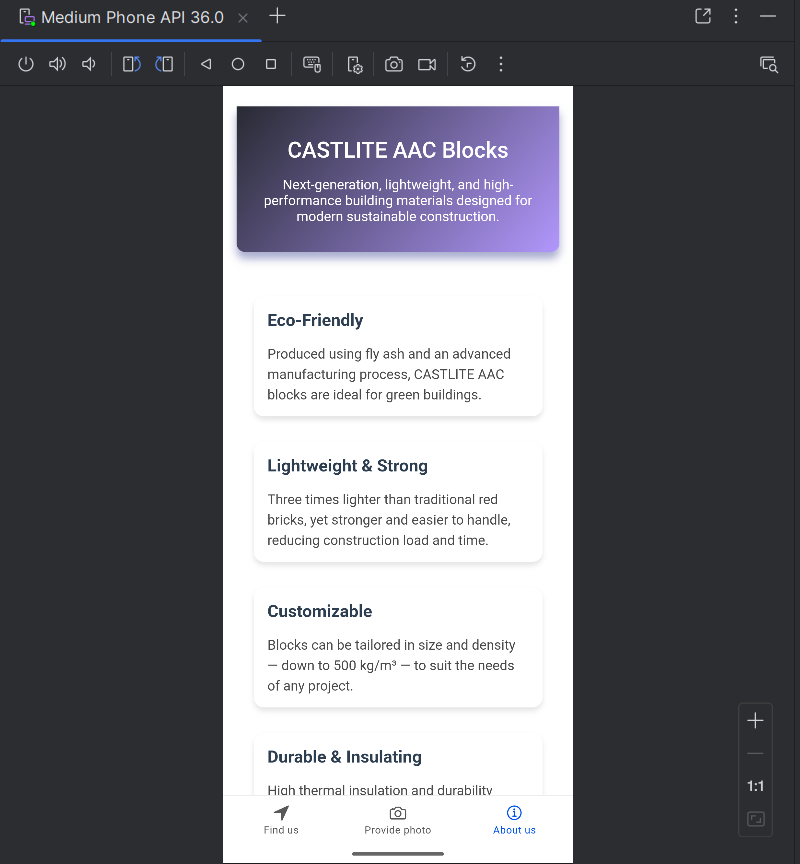 Medium Phone API 36.0
CASTLITE AAC Blocks
Next-generation, lightweight, and high-
performance building materials designed for
modern sustainable construction.
Eco-Friendly
Produced using fly ash and an advanced
manufacturing process, CASTLITE AAC
blocks are ideal for green buildings.
Lightweight & Strong
Three times lighter than traditional red
bricks, yet stronger and easier to handle,
reducing construction load and time.
Customizable
Blocks can be tailored in size and density
— down to 500 kg/m³ — to suit the needs
of any project.
Durable & Insulating
High thermal insulation and durability
Find us
Provide photo
About us
1:1